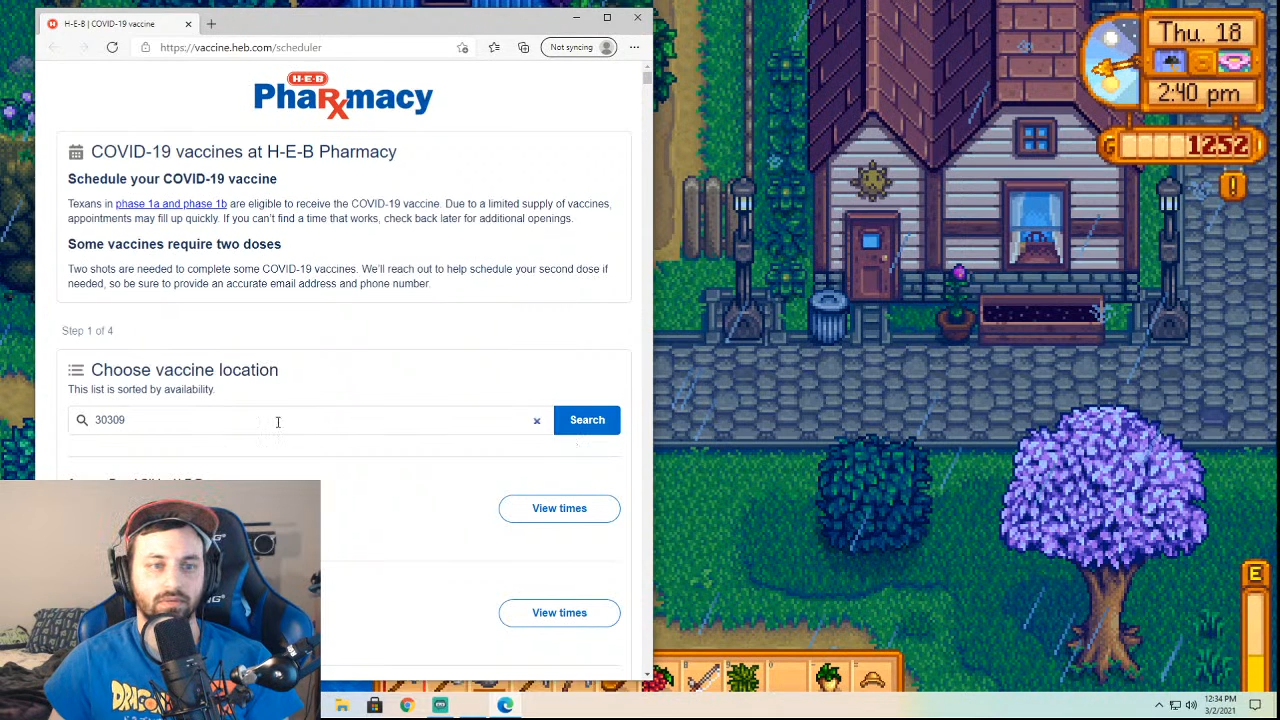 H-E-B | COVID-19 vaccine
https://vaccine.heb.com/scheduler
Not syncing
H-E-B
PhaRxmacy
COVID-19 vaccines at H-E-B Pharmacy
Schedule your COVID-19 vaccine
Texans in phase 1a and phase 1b are eligible to receive the COVID-19 vaccine. Due to a limited supply of vaccines,
appointments may fill up quickly. If you can't find a time that works, check back later for additional openings.
Some vaccines require two doses
Two shots are needed to complete some COVID-19 vaccines. We'll reach out to help schedule your second dose if
needed, so be sure to provide an accurate email address and phone number.
Step 1 of 4
Choose vaccine location
This list is sorted by availability.
30309
Search
View times
View times
Thu. 18
2:40 pm
1252
E
12:34 PM
3/2/2021